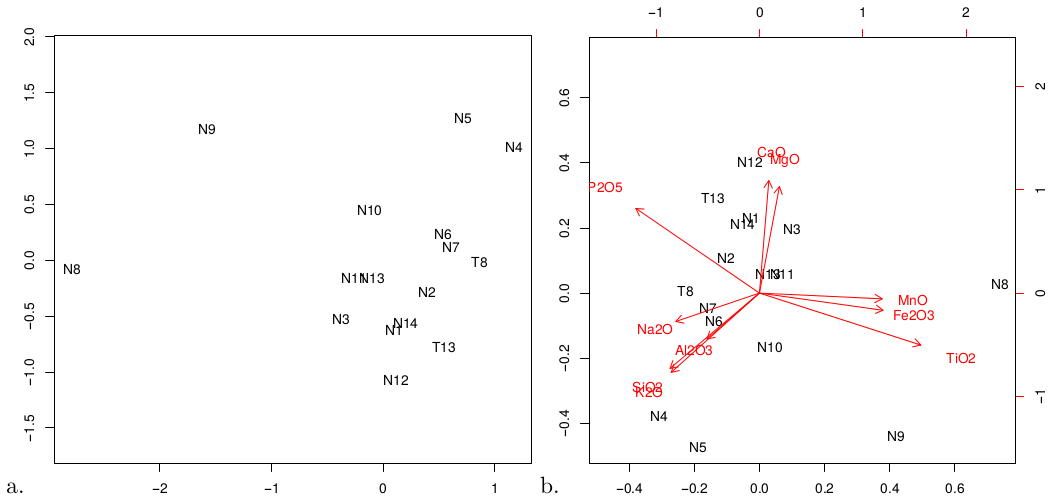 −1 0 1 2
2.0
1.5
1.0
0.5
0.0
−0.5
−1.0
−1.5
N5
N4
N9
N10
N6
N7
T8
N8
N11 N13
N2
N3
N14
N1
T13
N12
−2 −1 0 1
a.
0.6
0.4
0.2
0.0
−0.2
−0.4
CaO
MgO
N12
P2O5
T13
N1
N14
N3
N2
N13 N11
T8
N8
MnO
Fe2O3
N7
N6
Na2O
Al2O3
N10
TiO2
SiO2
K2O
N4
N5
N9
2
1
0
−1
−0.4 −0.2 0.0 0.2 0.4 0.6
b.